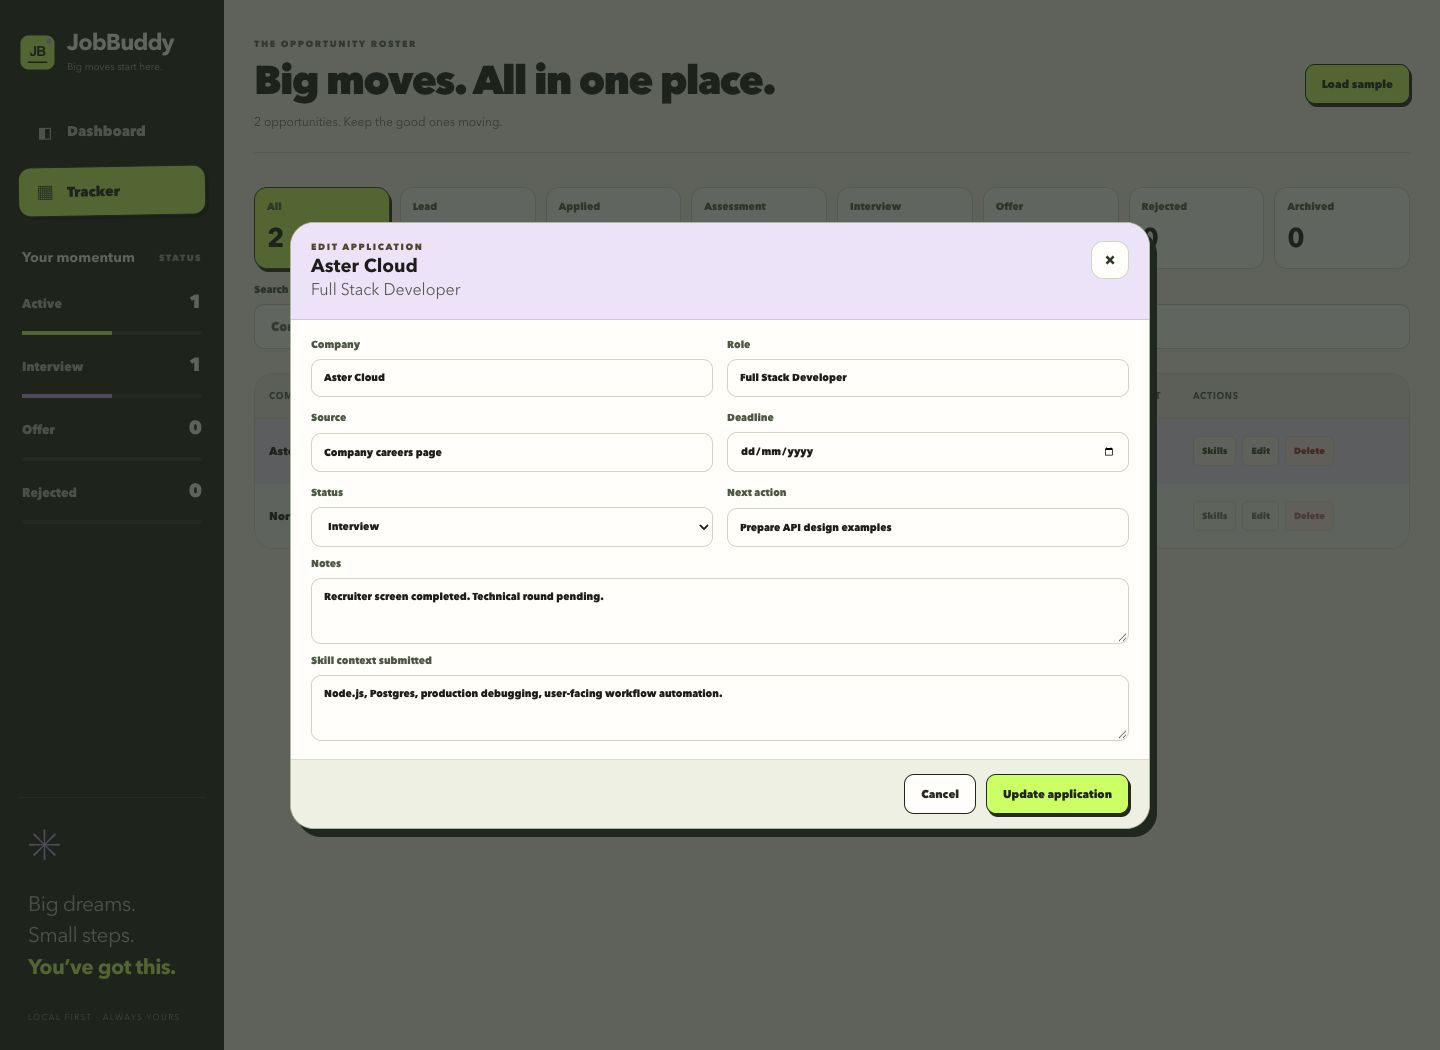 JB
JobBuddy
Big moves start here.
Dashboard
Tracker
Your momentum STATUS
Active 1
Interview 1
Offer 0
Rejected 0
Big dreams.
Small steps.
You've got this.
LOCAL FIRST · ALWAYS YOURS
THE OPPORTUNITY ROSTER
Big moves. All in one place.
2 opportunities. Keep the good ones moving.
Load sample
All Lead Applied Assessment Interview Offer Rejected Archived
2 0 0
Search
ACTIONS
Skills Edit Delete
Skills Edit Delete
EDIT APPLICATION
Aster Cloud
Full Stack Developer
×
Company Role
Aster Cloud Full Stack Developer
Source Deadline
Company careers page dd/mm/yyyy
Status Next action
Interview Prepare API design examples
Notes
Recruiter screen completed. Technical round pending.
Skill context submitted
Node.js, Postgres, production debugging, user-facing workflow automation.
Cancel Update application